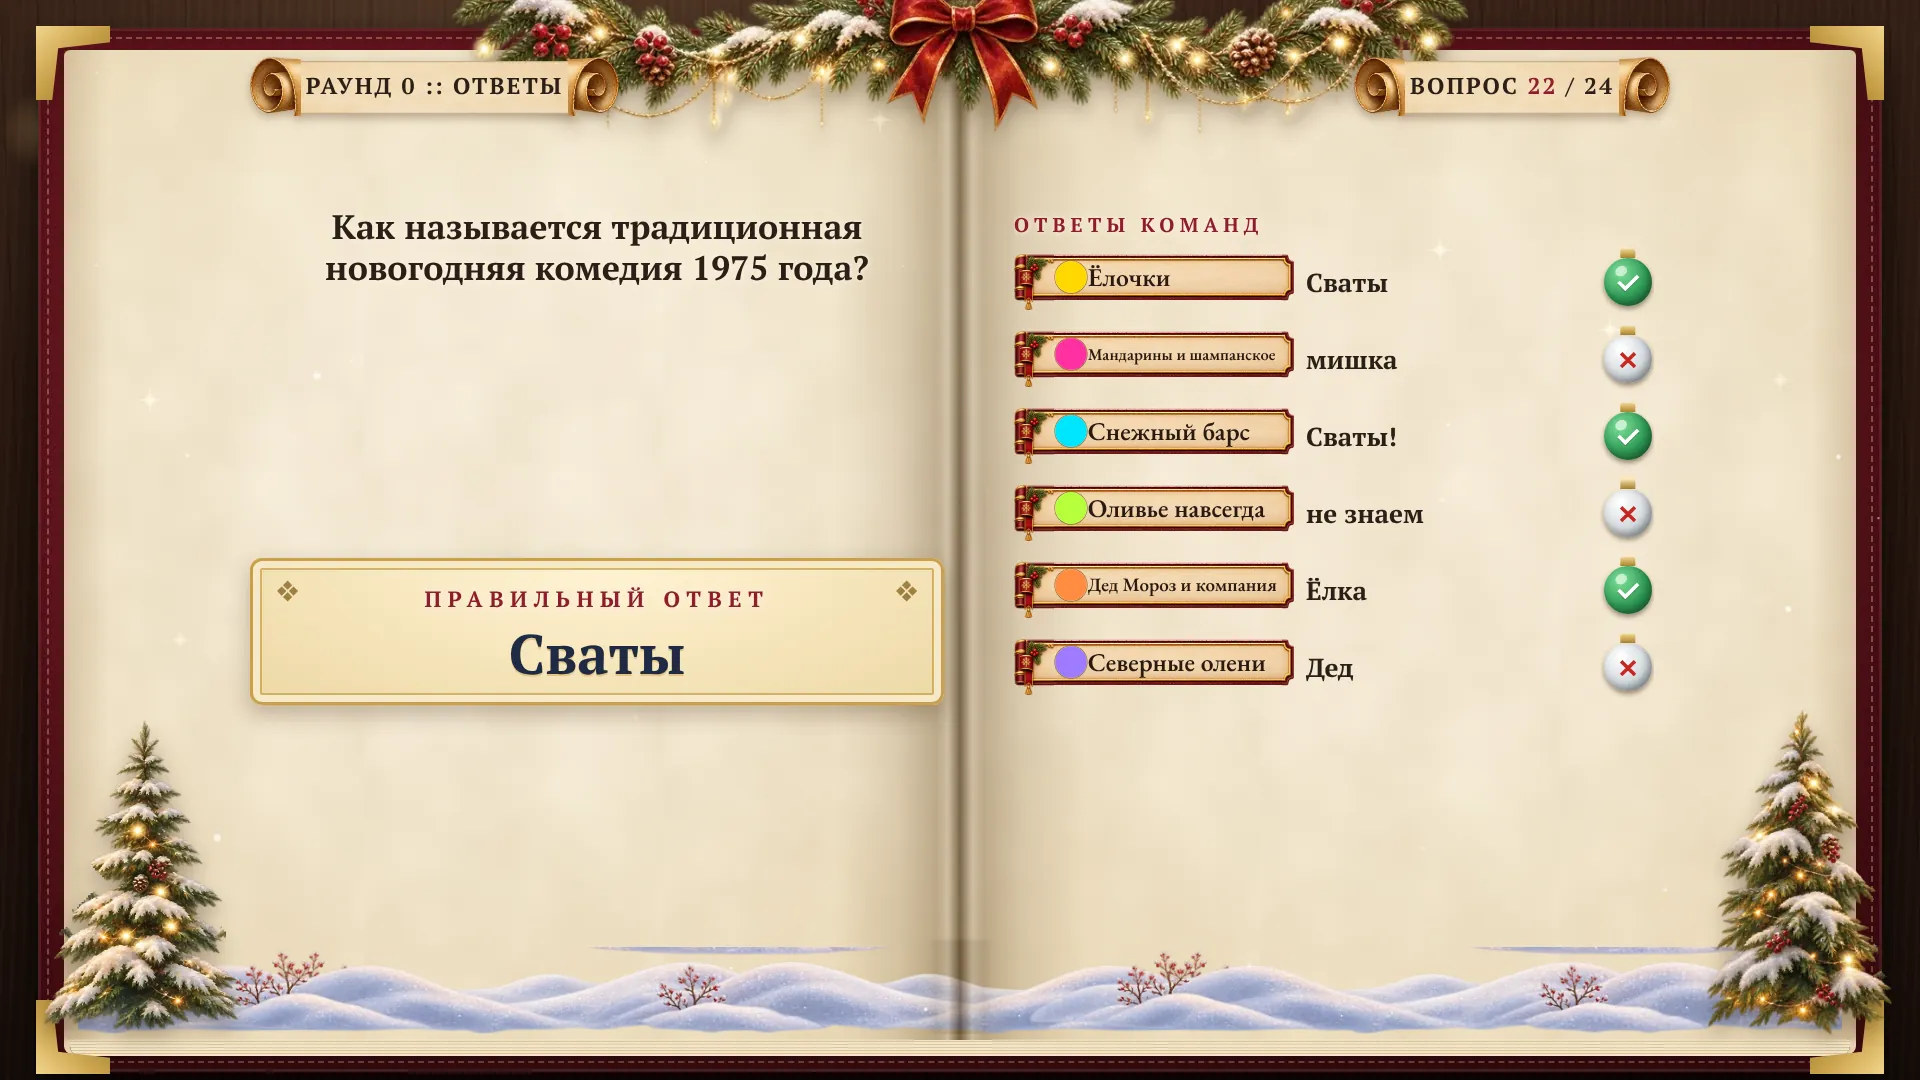 РАУНД 0 :: ОТВЕТЫ
ВОПРОС 22 / 24
Как называется традиционная
новогодняя комедия 1975 года?
ПРАВИЛЬНЫЙ ОТВЕТ
Сваты
ОТВЕТЫ КОМАНД
Ёлочки Сваты
Мандарины и шампанское мишка
Снежный барс Сваты!
Оливье навсегда не знаем
Дед Мороз и компания Ёлка
Северные олени Дед